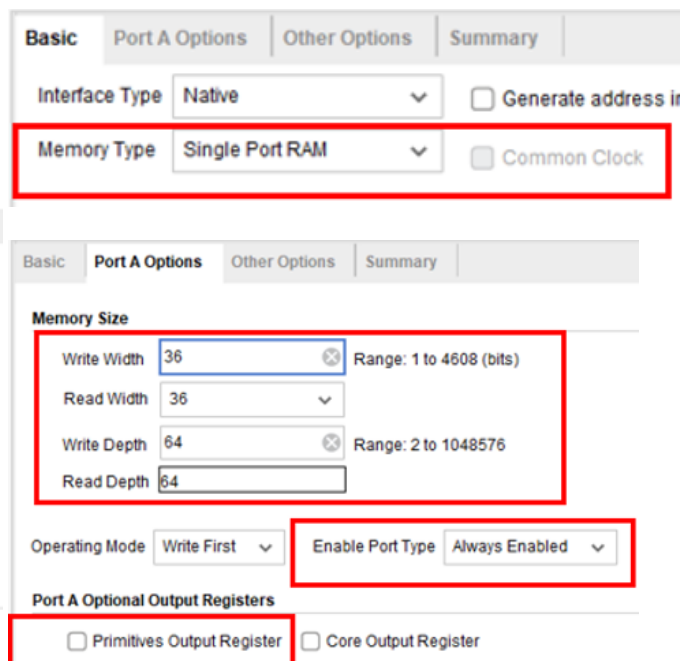 Basic Port A Options Other Options Summary
Interface Type Native Generate address
Memory Type Single Port RAM Common Clock
Basic Port A Options Other Options Summary
Memory Size
Write Width 36 Range: 1 to 4608 (bits)
Read Width 36
Write Depth 64 Range: 2 to 1048576
Read Depth 64
Operating Mode Write First Enable Port Type Always Enabled
Port A Optional Output Registers
Primitives Output Register Core Output Register